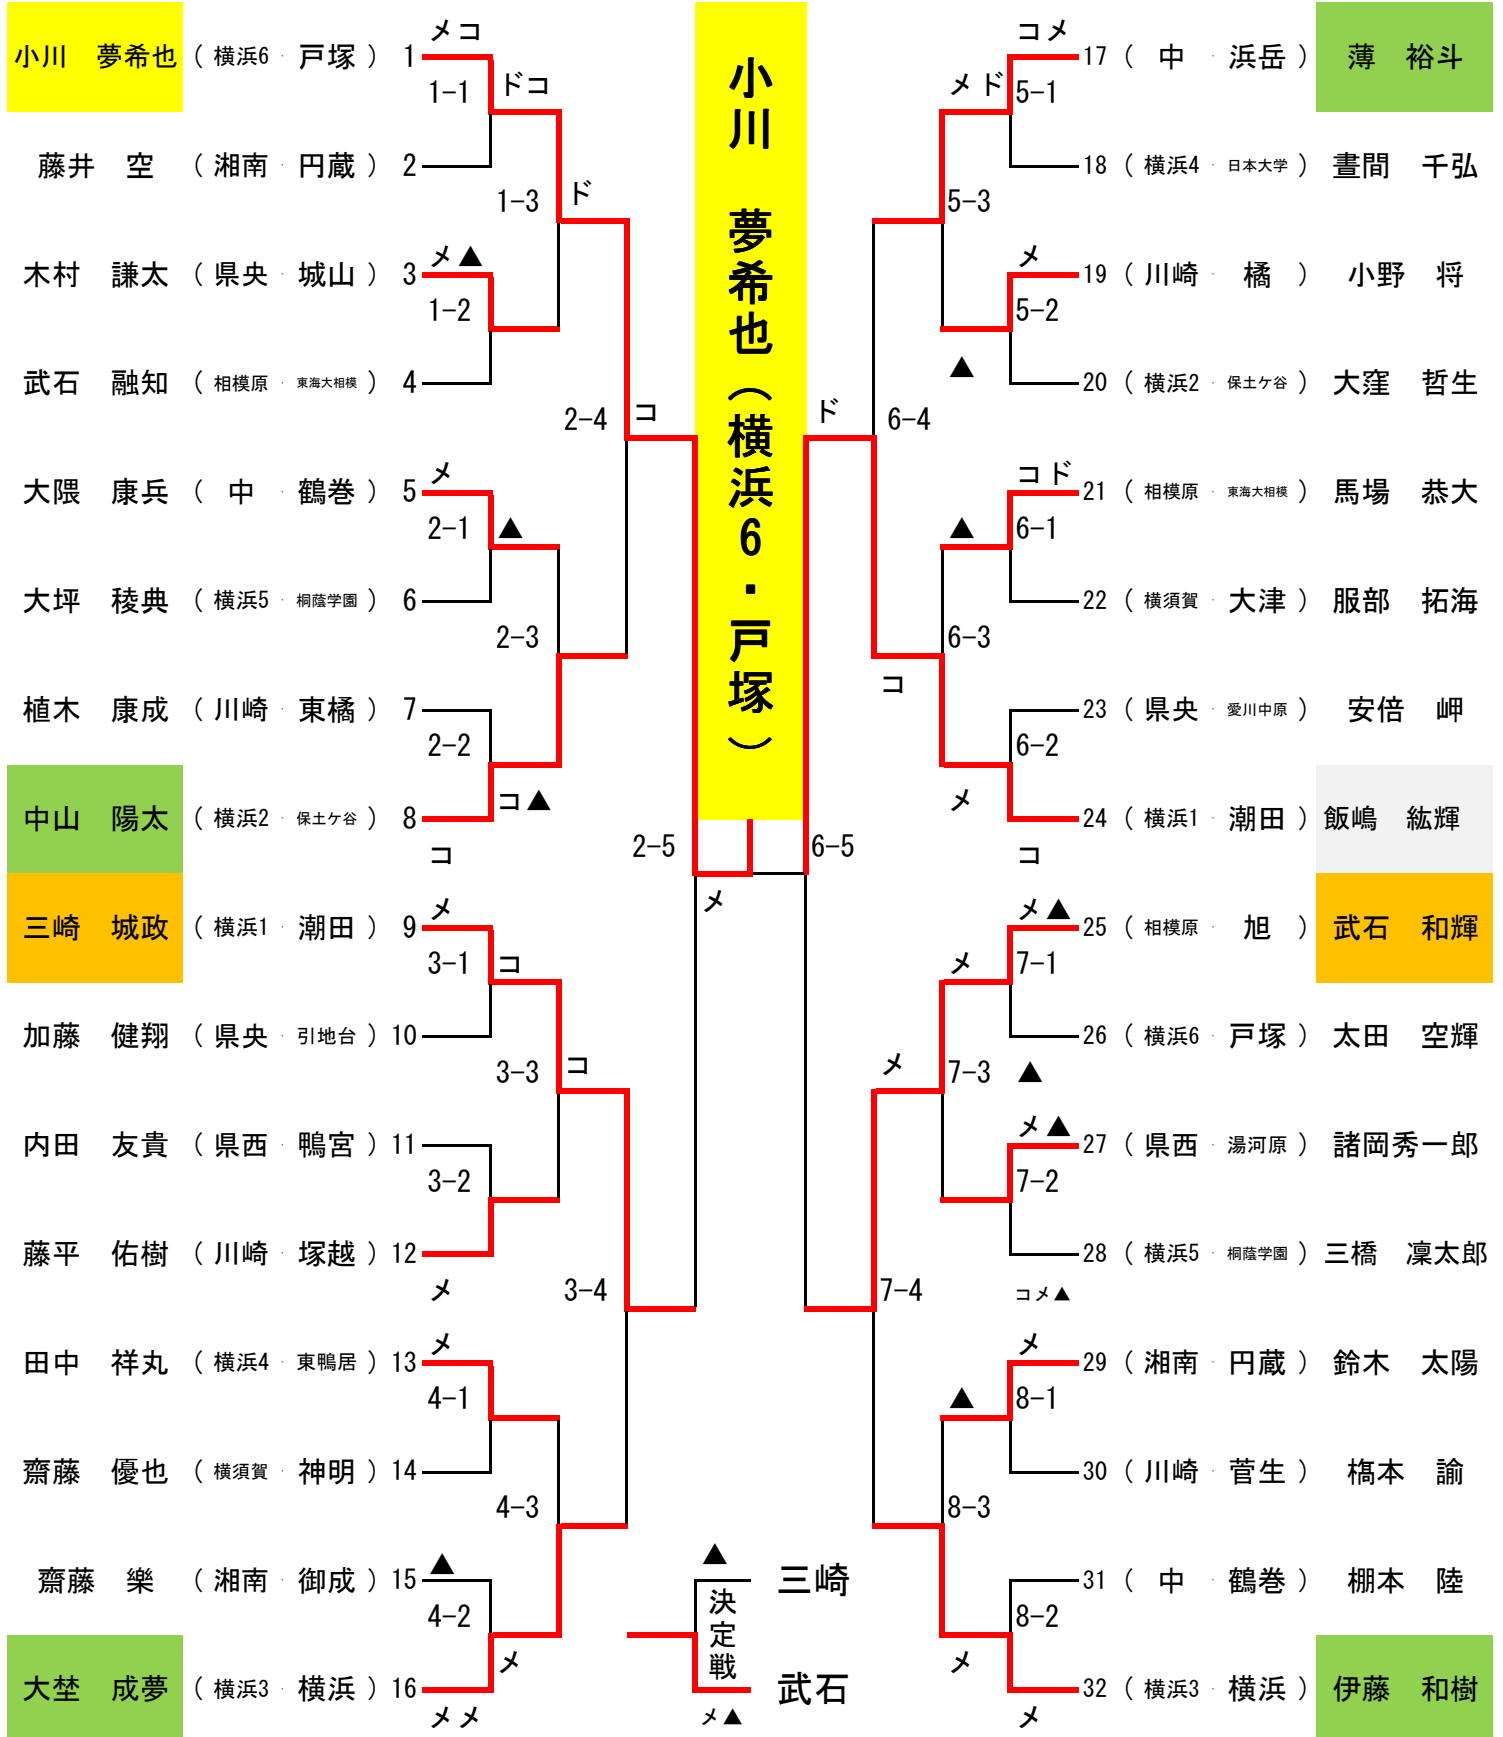 メコ
小川　夢希也 ( 横浜6 · 戸塚 ) 1
1-1
ドコ
藤井　空 ( 湘南 · 円蔵 ) 2
1-3
ド
メ▲
木村　謙太 ( 県央 · 城山 ) 3
1-2
武石　融知 ( 相模原 · 東海大相模 ) 4
2-4
コ
メ
大隈　康兵 ( 中 · 鶴巻 ) 5
2-1
▲
大坪　稜典 ( 横浜5 · 桐蔭学園 ) 6
2-3
植木　康成 ( 川崎 · 東橘 ) 7
2-2
中山　陽太 ( 横浜2 · 保土ケ谷 ) 8
コ▲
コ
2-5
メ
メ
三崎　城政 ( 横浜1 · 潮田 ) 9
3-1
コ
加藤　健翔 ( 県央 · 引地台 ) 10
3-3
コ
内田　友貴 ( 県西 · 鴨宮 ) 11
3-2
藤平　佑樹 ( 川崎 · 塚越 ) 12
メ
3-4
メ
田中　祥丸 ( 横浜4 · 東鴨居 ) 13
4-1
齋藤　優也 ( 横須賀 · 神明 ) 14
4-3
▲
齋藤　樂 ( 湘南 · 御成 ) 15
4-2
大埜　成夢 ( 横浜3 · 横浜 ) 16
メ
メメ
小川　夢希也（横浜6・戸塚）
コメ
17 ( 中 · 浜岳 ) 薄　裕斗
メド
5-1
18 ( 横浜4 · 日本大学 ) 晝間　千弘
5-3
メ
19 ( 川崎 · 橘 ) 小野　将
5-2
▲
20 ( 横浜2 · 保土ケ谷 ) 大窪　哲生
ド
6-4
コド
21 ( 相模原 · 東海大相模 ) 馬場　恭大
▲
6-1
22 ( 横須賀 · 大津 ) 服部　拓海
6-3
コ
23 ( 県央 · 愛川中原 ) 安倍　岬
6-2
メ
24 ( 横浜1 · 潮田 ) 飯嶋　紘輝
コ
6-5
メ▲
25 ( 相模原 · 旭 ) 武石　和輝
メ
7-1
26 ( 横浜6 · 戸塚 ) 太田　空輝
メ
7-3
▲
メ▲
27 ( 県西 · 湯河原 ) 諸岡秀一郎
7-2
28 ( 横浜5 · 桐蔭学園 ) 三橋　凜太郎
コメ▲
7-4
メ
29 ( 湘南 · 円蔵 ) 鈴木　太陽
▲
8-1
30 ( 川崎 · 菅生 ) 槗本　諭
8-3
31 ( 中 · 鶴巻 ) 棚本　陸
8-2
メ
32 ( 横浜3 · 横浜 ) 伊藤　和樹
メ
▲
三崎
決定戦
武石
メ▲